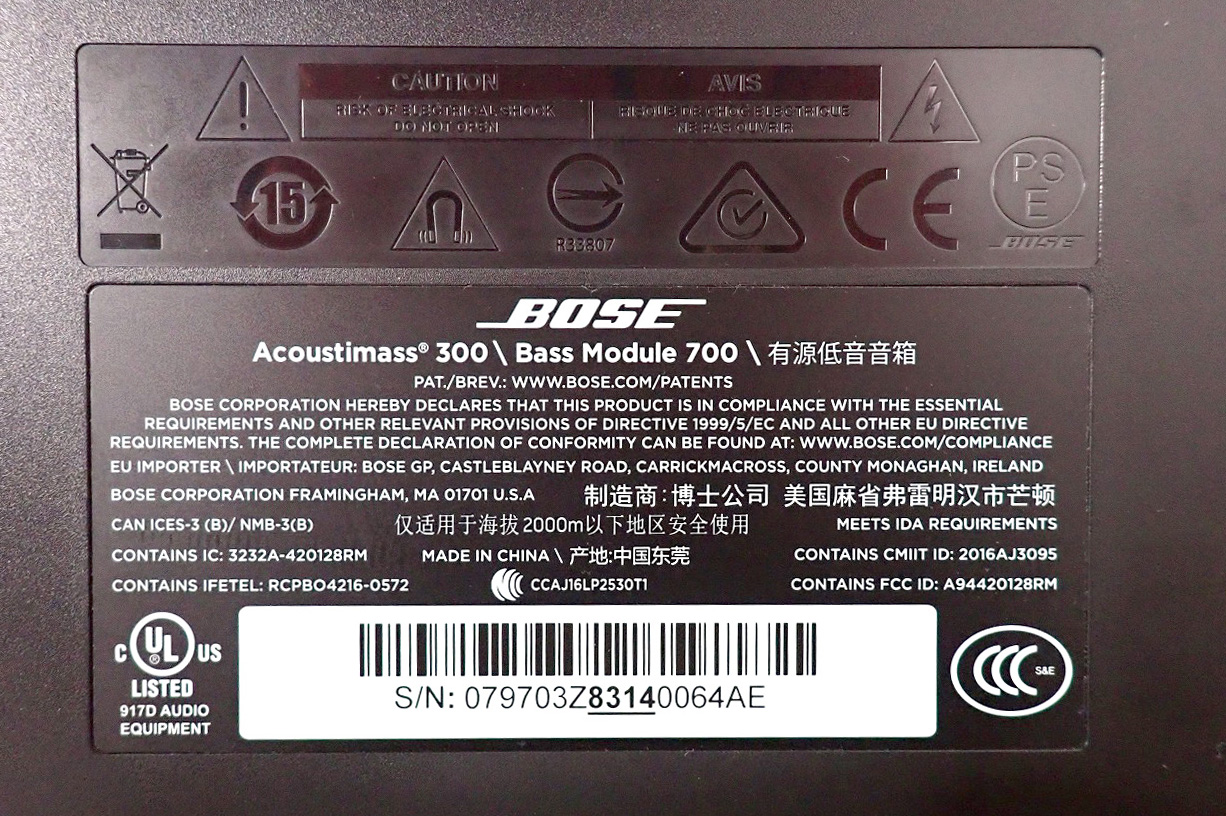 CAUTION AVIS
RISK OF ELECTRICAL SHOCK RISQUE DE CHOC ELECTRIQUE
DO NOT OPEN NE PAS OUVRIR
15 R33807 CE PS E
BOSE
BOSE
Acoustimass® 300 \ Bass Module 700 \ 有源低音音箱
PAT./BREV.: WWW.BOSE.COM/PATENTS
BOSE CORPORATION HEREBY DECLARES THAT THIS PRODUCT IS IN COMPLIANCE WITH THE ESSENTIAL
REQUIREMENTS AND OTHER RELEVANT PROVISIONS OF DIRECTIVE 1999/5/EC AND ALL OTHER EU DIRECTIVE
REQUIREMENTS. THE COMPLETE DECLARATION OF CONFORMITY CAN BE FOUND AT: WWW.BOSE.COM/COMPLIANCE
EU IMPORTER \ IMPORTATEUR: BOSE GP, CASTLEBLAYNEY ROAD, CARRICKMACROSS, COUNTY MONAGHAN, IRELAND
BOSE CORPORATION FRAMINGHAM, MA 01701 U.S.A 制造商:博士公司 美国麻省弗雷明汉市芒顿
CAN ICES-3 (B)/ NMB-3(B) 仅适用于海拔2000m以下地区安全使用 MEETS IDA REQUIREMENTS
CONTAINS IC: 3232A-420128RM MADE IN CHINA \ 产地:中国东莞 CONTAINS CMIIT ID: 2016AJ3095
CONTAINS IFETEL: RCPBO4216-0572 CCAJ16LP2530T1 CONTAINS FCC ID: A94420128RM
C UL® US
LISTED
917D AUDIO
EQUIPMENT
S/N: 079703Z83140064AE
CCC S&E